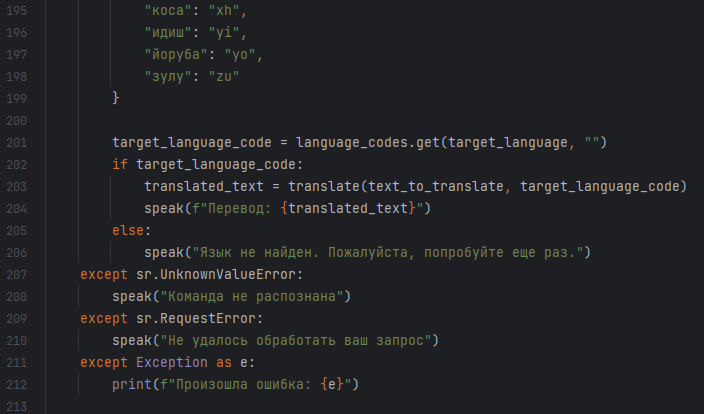 195 "коса": "xh",
196 "идиш": "yi",
197 "йоруба": "yo",
198 "зулу": "zu"
199 }
200
201 target_language_code = language_codes.get(target_language, "")
202 if target_language_code:
203 translated_text = translate(text_to_translate, target_language_code)
204 speak(f"Перевод: {translated_text}")
205 else:
206 speak("Язык не найден. Пожалуйста, попробуйте еще раз.")
207 except sr.UnknownValueError:
208 speak("Команда не распознана")
209 except sr.RequestError:
210 speak("Не удалось обработать ваш запрос")
211 except Exception as e:
212 print(f"Произошла ошибка: {e}")
213